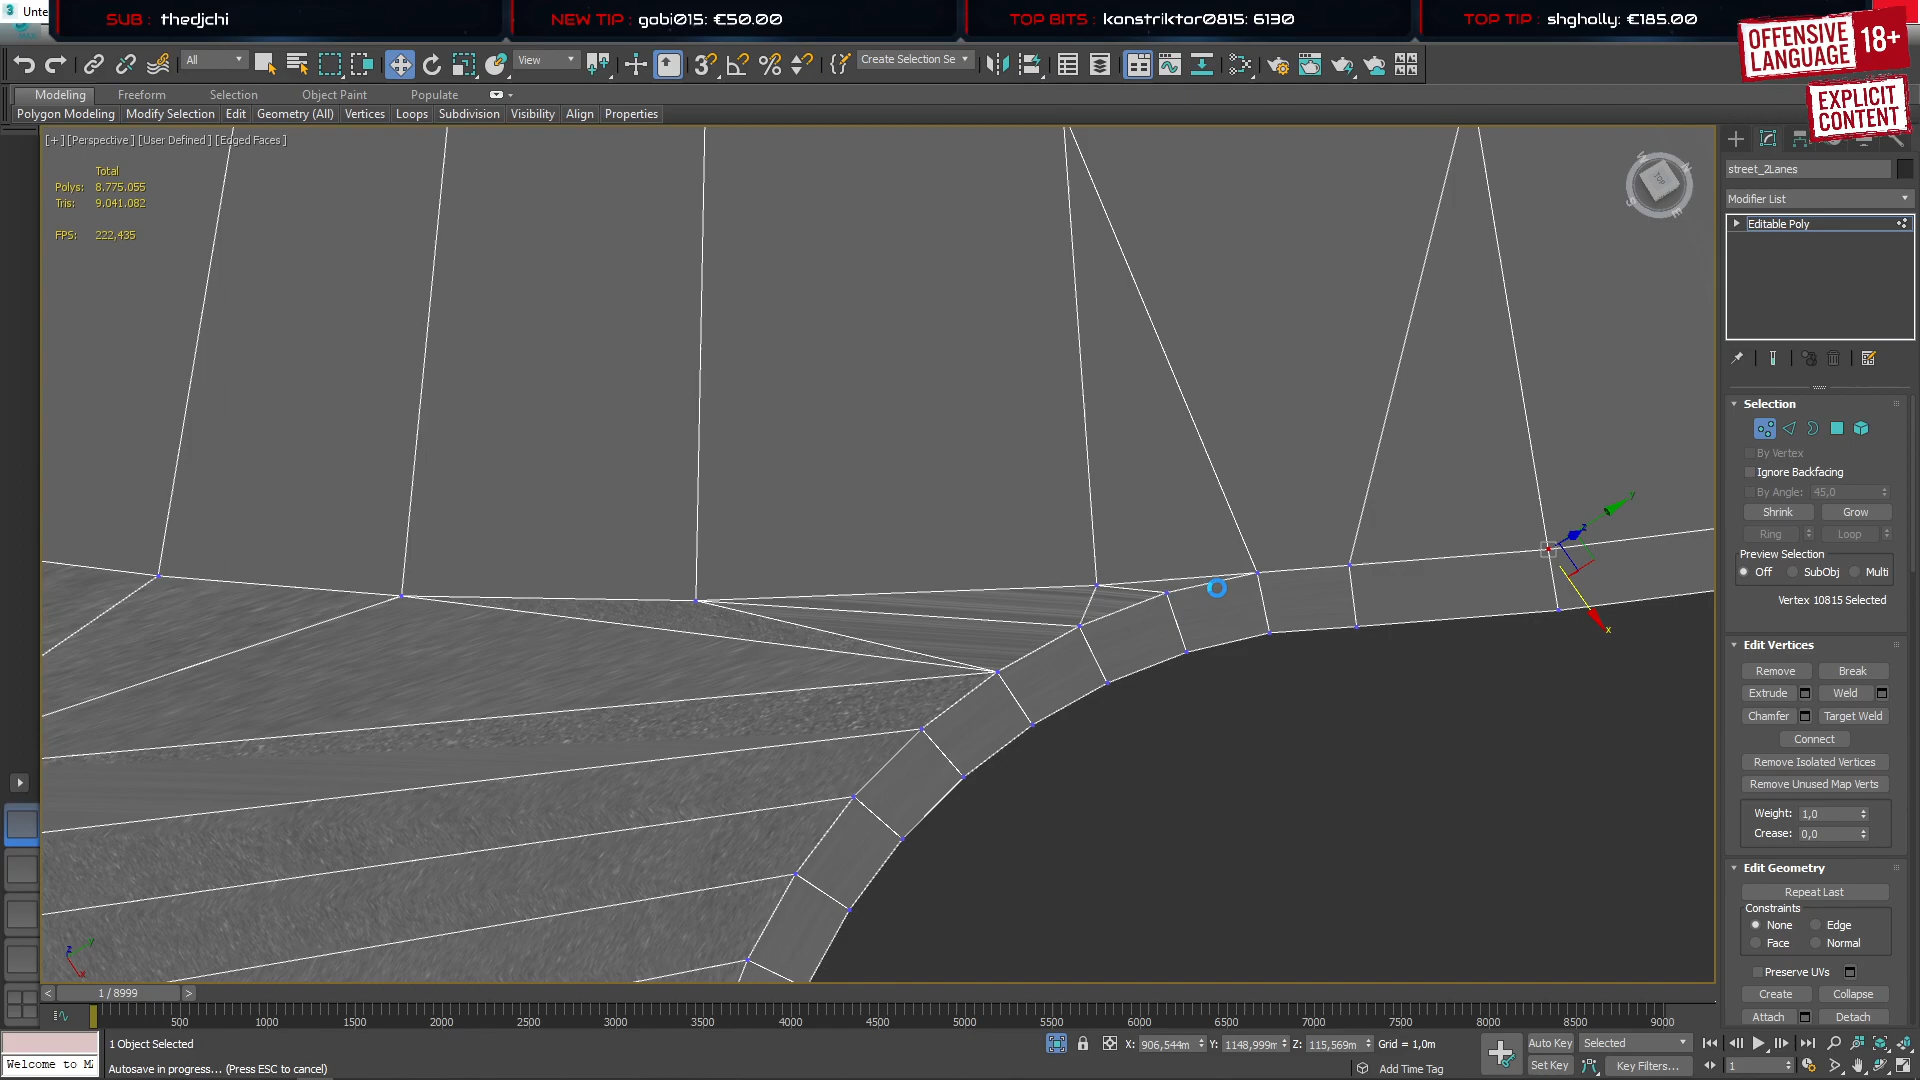 Unte
SUB : thedjchi
NEW TIP : gobi015: €50.00
TOP BITS : konstriktor0815: 6130
TOP TIP : shgholly: €185.00
OFFENSIVE LANGUAGE 18+
EXPLICIT CONTENT
All
View
Create Selection Se
Modeling Freeform Selection Object Paint Populate
Polygon Modeling Modify Selection Edit Geometry (All) Vertices Loops Subdivision Visibility Align Properties
[+] [Perspective] [User Defined] [Edged Faces]
Total
Polys: 8.775.055
Tris: 9.041.082
FPS: 222,435
TOP
street_2Lanes
Modifier List
Editable Poly
Selection
By Vertex
Ignore Backfacing
By Angle: 45,0
Shrink Grow
Ring Loop
Preview Selection
Off SubObj Multi
Vertex 10815 Selected
Edit Vertices
Remove Break
Extrude Weld
Chamfer Target Weld
Connect
Remove Isolated Vertices
Remove Unused Map Verts
Weight: 1,0
Crease: 0,0
Edit Geometry
Repeat Last
Constraints
None Edge
Face Normal
Preserve UVs
Create Collapse
Attach Detach
y
z
x
z
y
x
< 1 / 8999 >
500 1000 1500 2000 2500 3000 3500 4000 4500 5000 5500 6000 6500 7000 7500 8000 8500 9000
1 Object Selected
X: 906,544m Y: 1148,999m Z: 115,569m Grid = 1,0m
Auto Key Selected
Welcome to M
Autosave in progress... (Press ESC to cancel)
Add Time Tag
Set Key Key Filters...
1